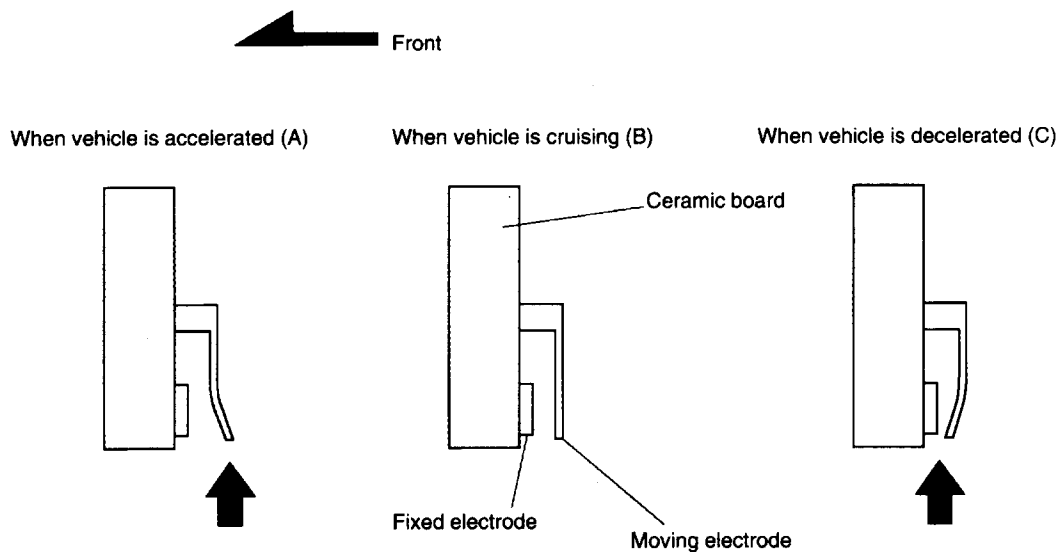 Front
When vehicle is accelerated (A)
When vehicle is cruising (B)
When vehicle is decelerated (C)
Ceramic board
Fixed electrode
Moving electrode